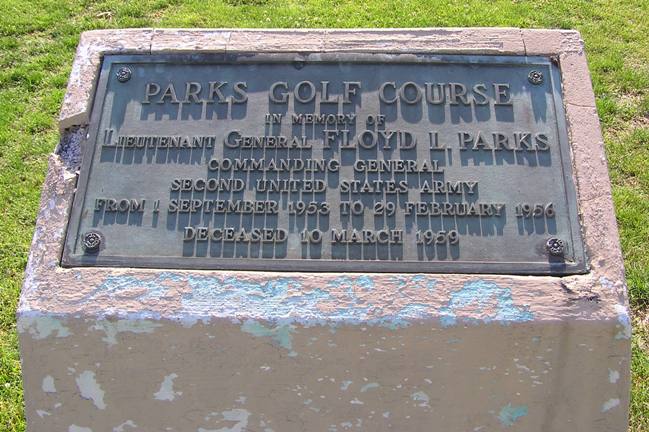 PARKS GOLF COURSE
IN MEMORY OF
LIEUTENANT GENERAL FLOYD L. PARKS
COMMANDING GENERAL
SECOND UNITED STATES ARMY
FROM 1 SEPTEMBER 1953 TO 29 FEBRUARY 1956
DECEASED 10 MARCH 1959